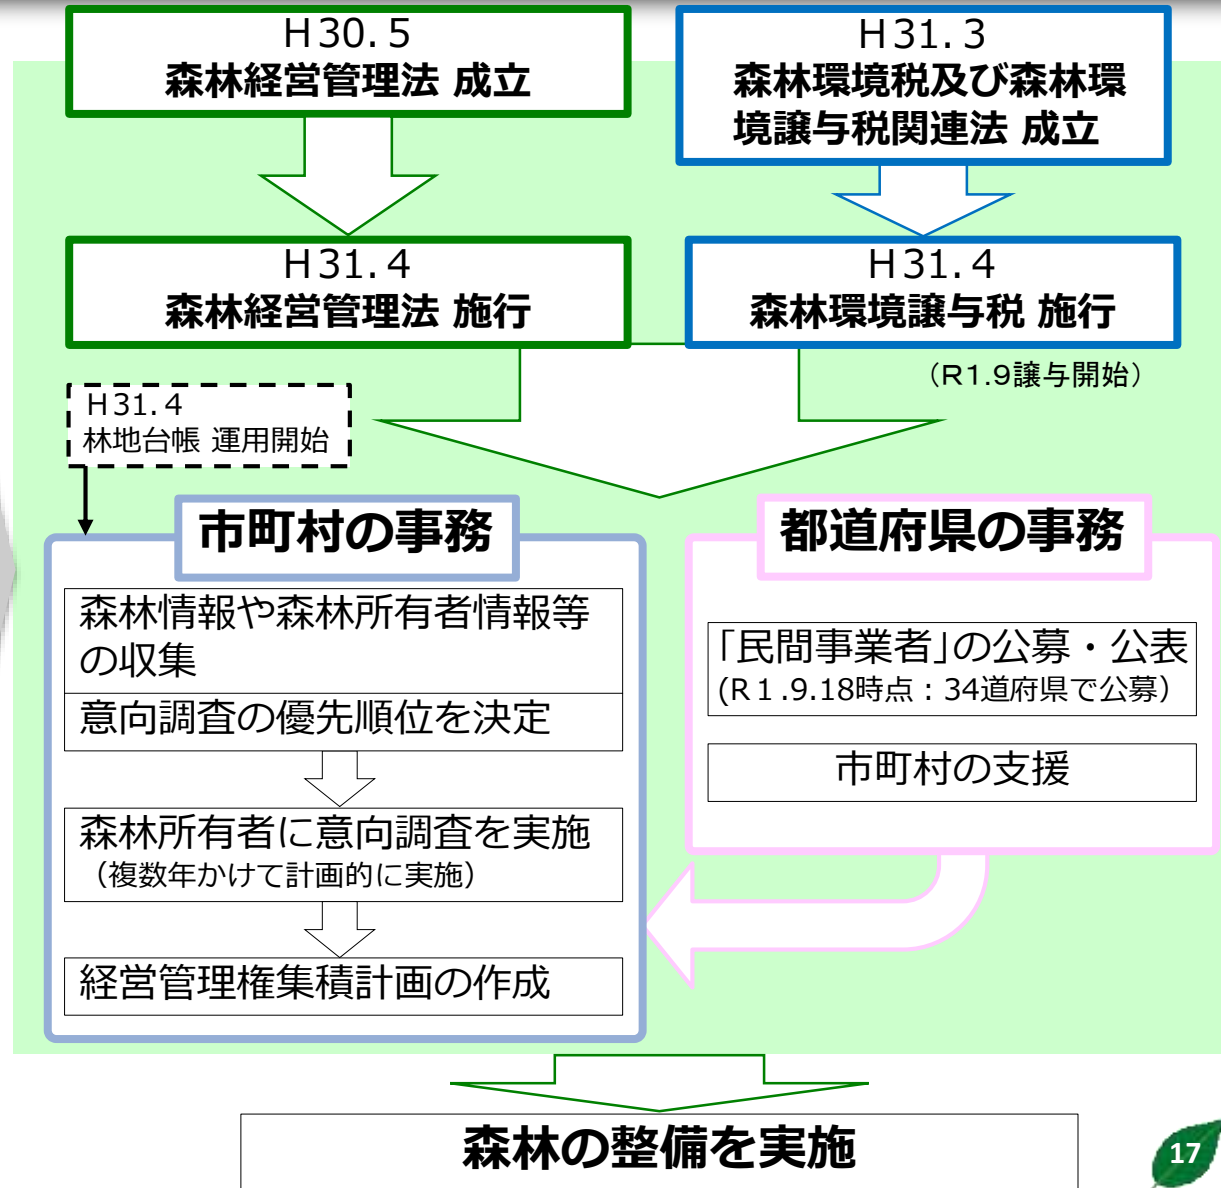 H30.5
森林経営管理法 成立
H31.3
森林環境税及び森林環
境譲与税関連法 成立
H31.4
森林経営管理法 施行
H31.4
森林環境譲与税 施行
（R1.9譲与開始）
H31.4
林地台帳 運用開始
市町村の事務
森林情報や森林所有者情報等
の収集
意向調査の優先順位を決定
森林所有者に意向調査を実施
（複数年かけて計画的に実施）
経営管理権集積計画の作成
都道府県の事務
「民間事業者」の公募・公表
(R１.9.18時点：34道府県で公募）
市町村の支援
森林の整備を実施
17